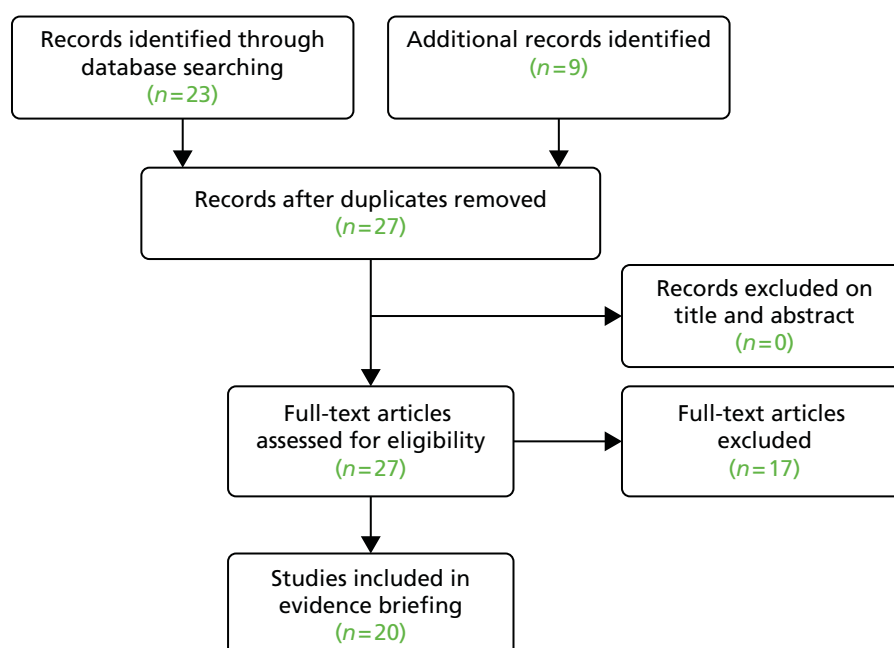 Records identified through
database searching
(n=23)
Additional records identified
(n=9)
Records after duplicates removed
(n=27)
Records excluded on
title and abstract
(n=0)
Full-text articles
assessed for eligibility
(n=27)
Full-text articles
excluded
(n=17)
Studies included in
evidence briefing
(n=20)